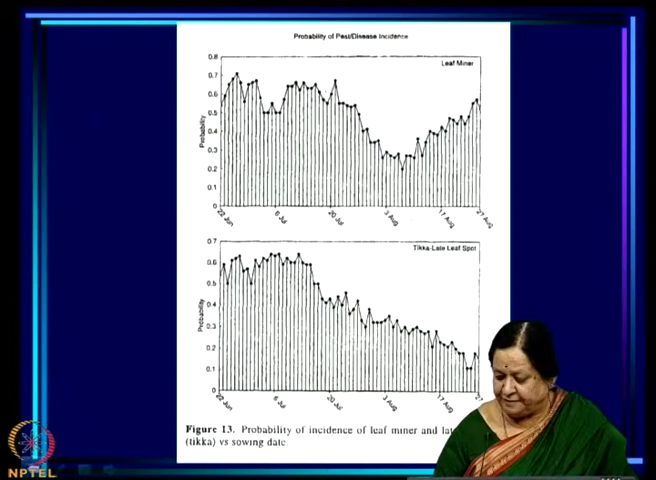 Probability of Pest/Disease Incidence
0.8
Leaf Miner
0.7
0.6
0.5
Probability
0.4
0.3
0.2
0.1
0
22 Jun
6 Jul
20 Jul
3 Aug
17 Aug
27 Aug
0.7
Tikka-Late Leaf Spot
0.6
0.5
0.4
Probability
0.3
0.2
0.1
0
22 Jun
6 Jul
20 Jul
3 Aug
17 Aug
27
Figure 13. Probability of incidence of leaf miner and
(tikka) vs sowing date.
NPTEL